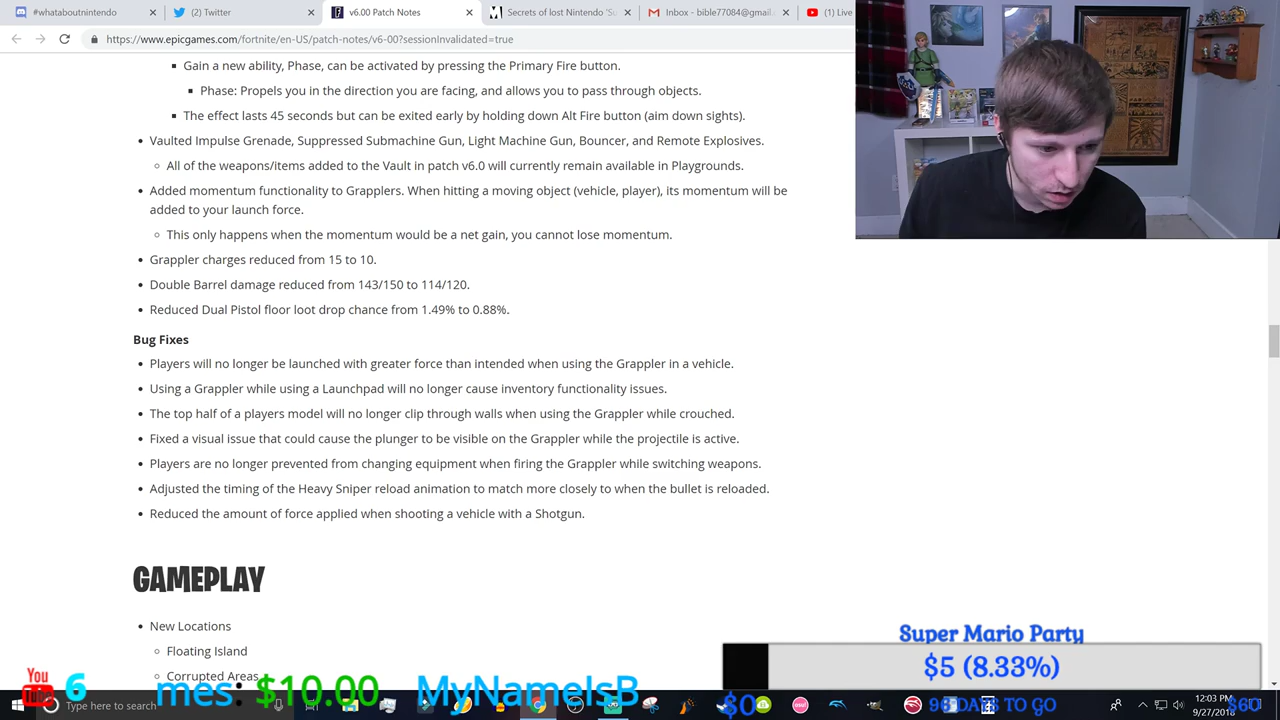 #whataboutnintendo
(2) Twitter
v6.00 Patch Notes
Secrets of lost Nintendo 'Su
Inbox - bible77084@gmail
Live
https://www.epicgames.com/fortnite/en-US/patch-notes/v6-00?sessionInvalidated=true
Gain a new ability, Phase, can be activated by pressing the Primary Fire button.
Phase: Propels you in the direction you are facing, and allows you to pass through objects.
The effect lasts 45 seconds but can be exited early by holding down Alt Fire button (aim down sights).
Vaulted Impulse Grenade, Suppressed Submachine Gun, Light Machine Gun, Bouncer, and Remote Explosives.
All of the weapons/items added to the Vault in patch v6.0 will currently remain available in Playgrounds.
Added momentum functionality to Grapplers. When hitting a moving object (vehicle, player), its momentum will be
added to your launch force.
This only happens when the momentum would be a net gain, you cannot lose momentum.
Grappler charges reduced from 15 to 10.
Double Barrel damage reduced from 143/150 to 114/120.
Reduced Dual Pistol floor loot drop chance from 1.49% to 0.88%.
Bug Fixes
Players will no longer be launched with greater force than intended when using the Grappler in a vehicle.
Using a Grappler while using a Launchpad will no longer cause inventory functionality issues.
The top half of a players model will no longer clip through walls when using the Grappler while crouched.
Fixed a visual issue that could cause the plunger to be visible on the Grappler while the projectile is active.
Players are no longer prevented from changing equipment when firing the Grappler while switching weapons.
Adjusted the timing of the Heavy Sniper reload animation to match more closely to when the bullet is reloaded.
Reduced the amount of force applied when shooting a vehicle with a Shotgun.
GAMEPLAY
New Locations
Floating Island
Corrupted Areas
Super Mario Party
$5 (8.33%)
You Tube 6
mes: $10.00 MyNameIsB
Type here to search
$0
96 DAYS TO GO
$60
12:03 PM
9/27/201